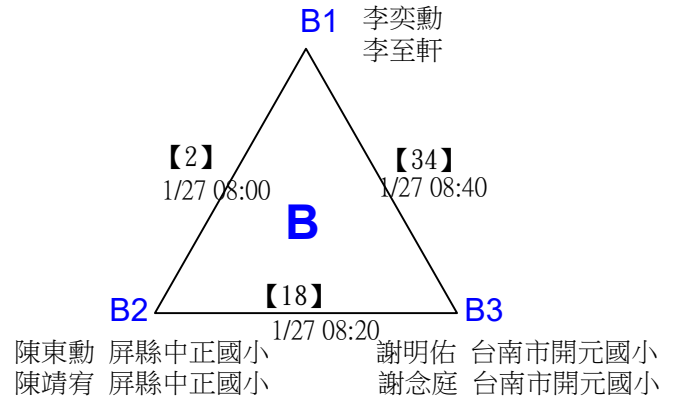 B1 李奕勳
李至軒
【2】
1/27 08:00
【34】
1/27 08:40
B
B2
【18】
1/27 08:20
B3
陳東勳 屏縣中正國小
陳靖宥 屏縣中正國小
謝明佑 台南市開元國小
謝念庭 台南市開元國小